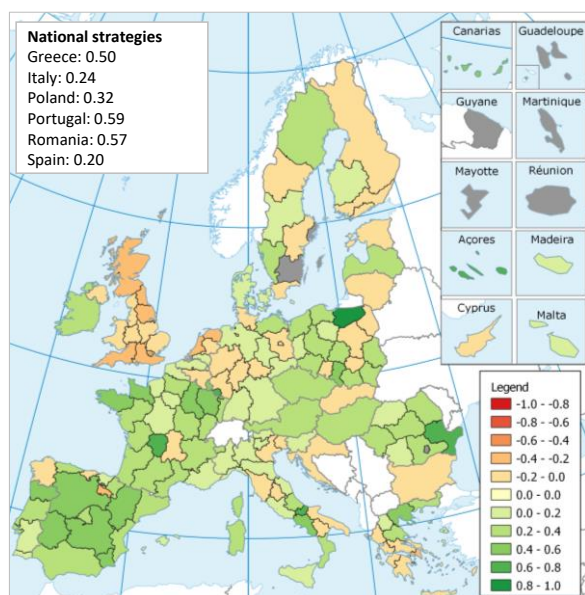 National strategies
Greece: 0.50
Italy: 0.24
Poland: 0.32
Portugal: 0.59
Romania: 0.57
Spain: 0.20
Canarias
Guadeloupe
Guyane
Martinique
Mayotte
Réunion
Açores
Madeira
Cyprus
Malta
Legend
-1.0 - -0.8
-0.8 - -0.6
-0.6 - -0.4
-0.4 - -0.2
-0.2 - 0.0
0.0 - 0.0
0.0 - 0.2
0.2 - 0.4
0.4 - 0.6
0.6 - 0.8
0.8 - 1.0